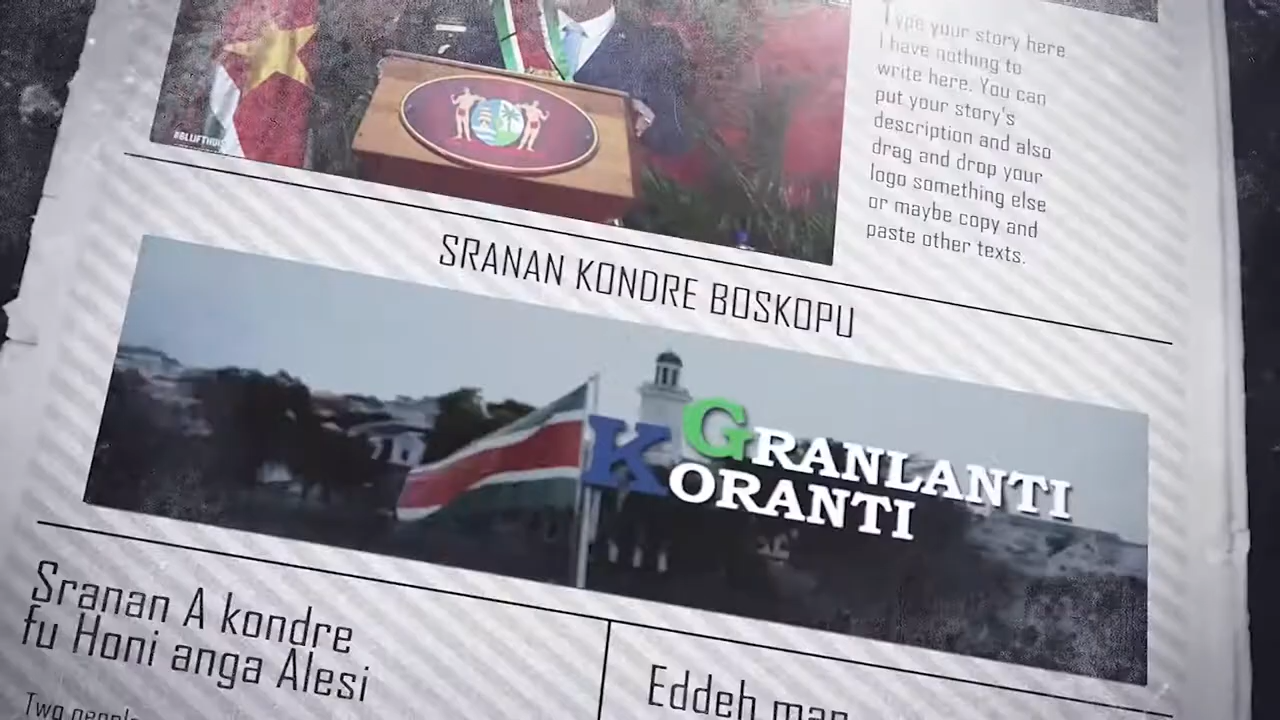 Type your story here
I have nothing to
write here. You can
put your story's
description and also
drag and drop your
logo something else
or maybe copy and
paste other texts.
SRANAN KONDRE BOSKOPU
GRANLANTI
KORANTI
Sranan A kondre
fu Honi anga Alesi
Two people
Eddeh man